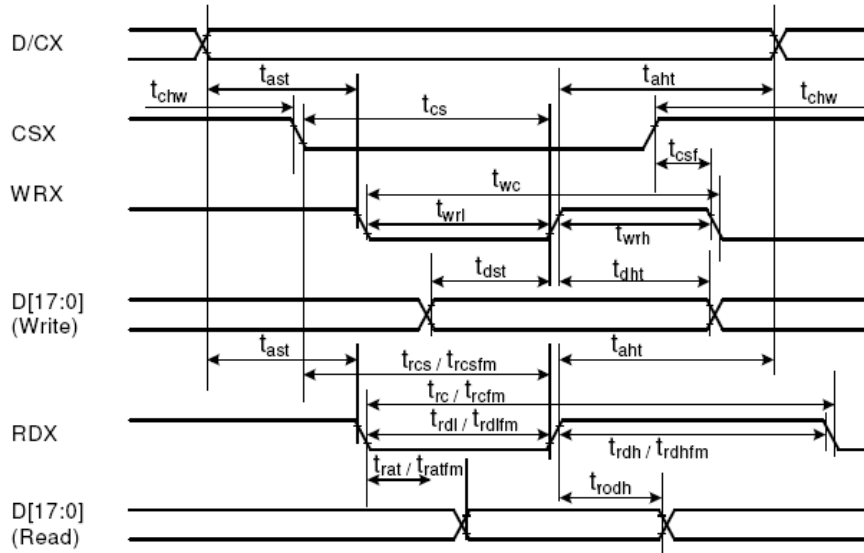 D/CX
t_ast t_aht
t_chw t_cs t_chw
CSX
t_csf
WRX t_wc
t_wrl t_wrh
t_dst t_dht
D[17:0]
(Write)
t_ast t_aht
t_rcs / t_rcsfm
t_rc / t_rcfm
RDX t_rdl / t_rdlfm
t_rdh / t_rdhfm
t_rat / t_ratfm t_rodh
D[17:0]
(Read)